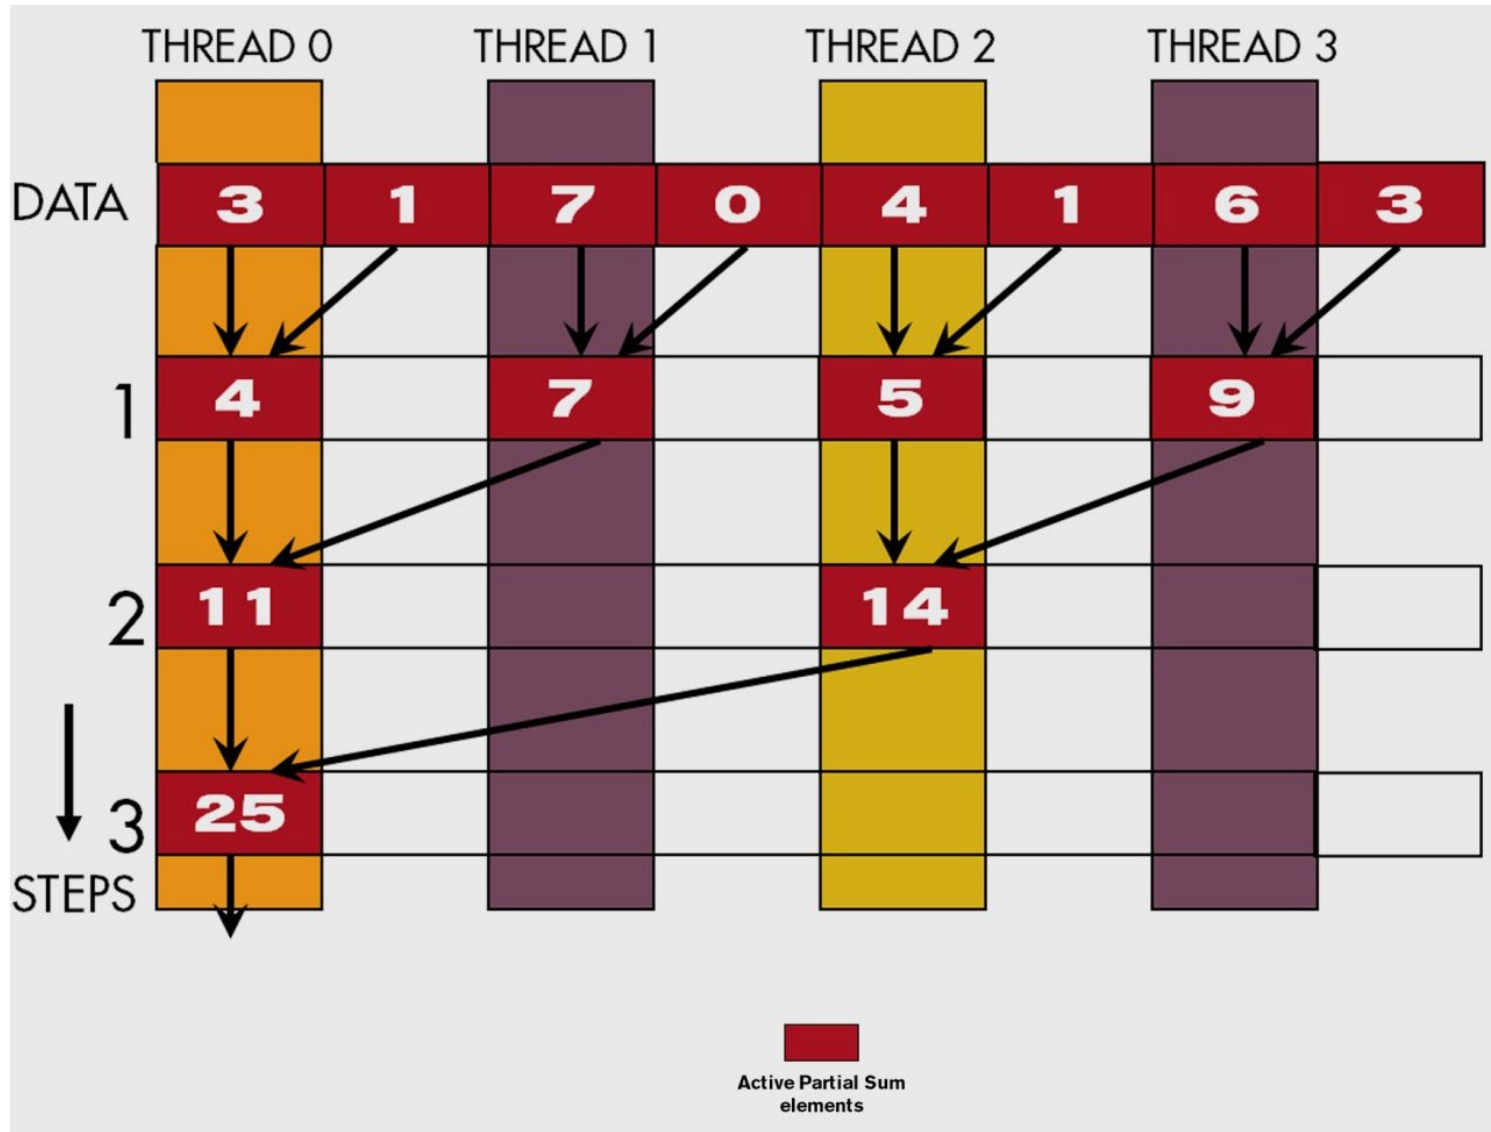 THREAD 0 THREAD 1 THREAD 2 THREAD 3
DATA 3 1 7 0 4 1 6 3
1 4 7 5 9
2 11 14
3 25
STEPS
Active Partial Sum
elements